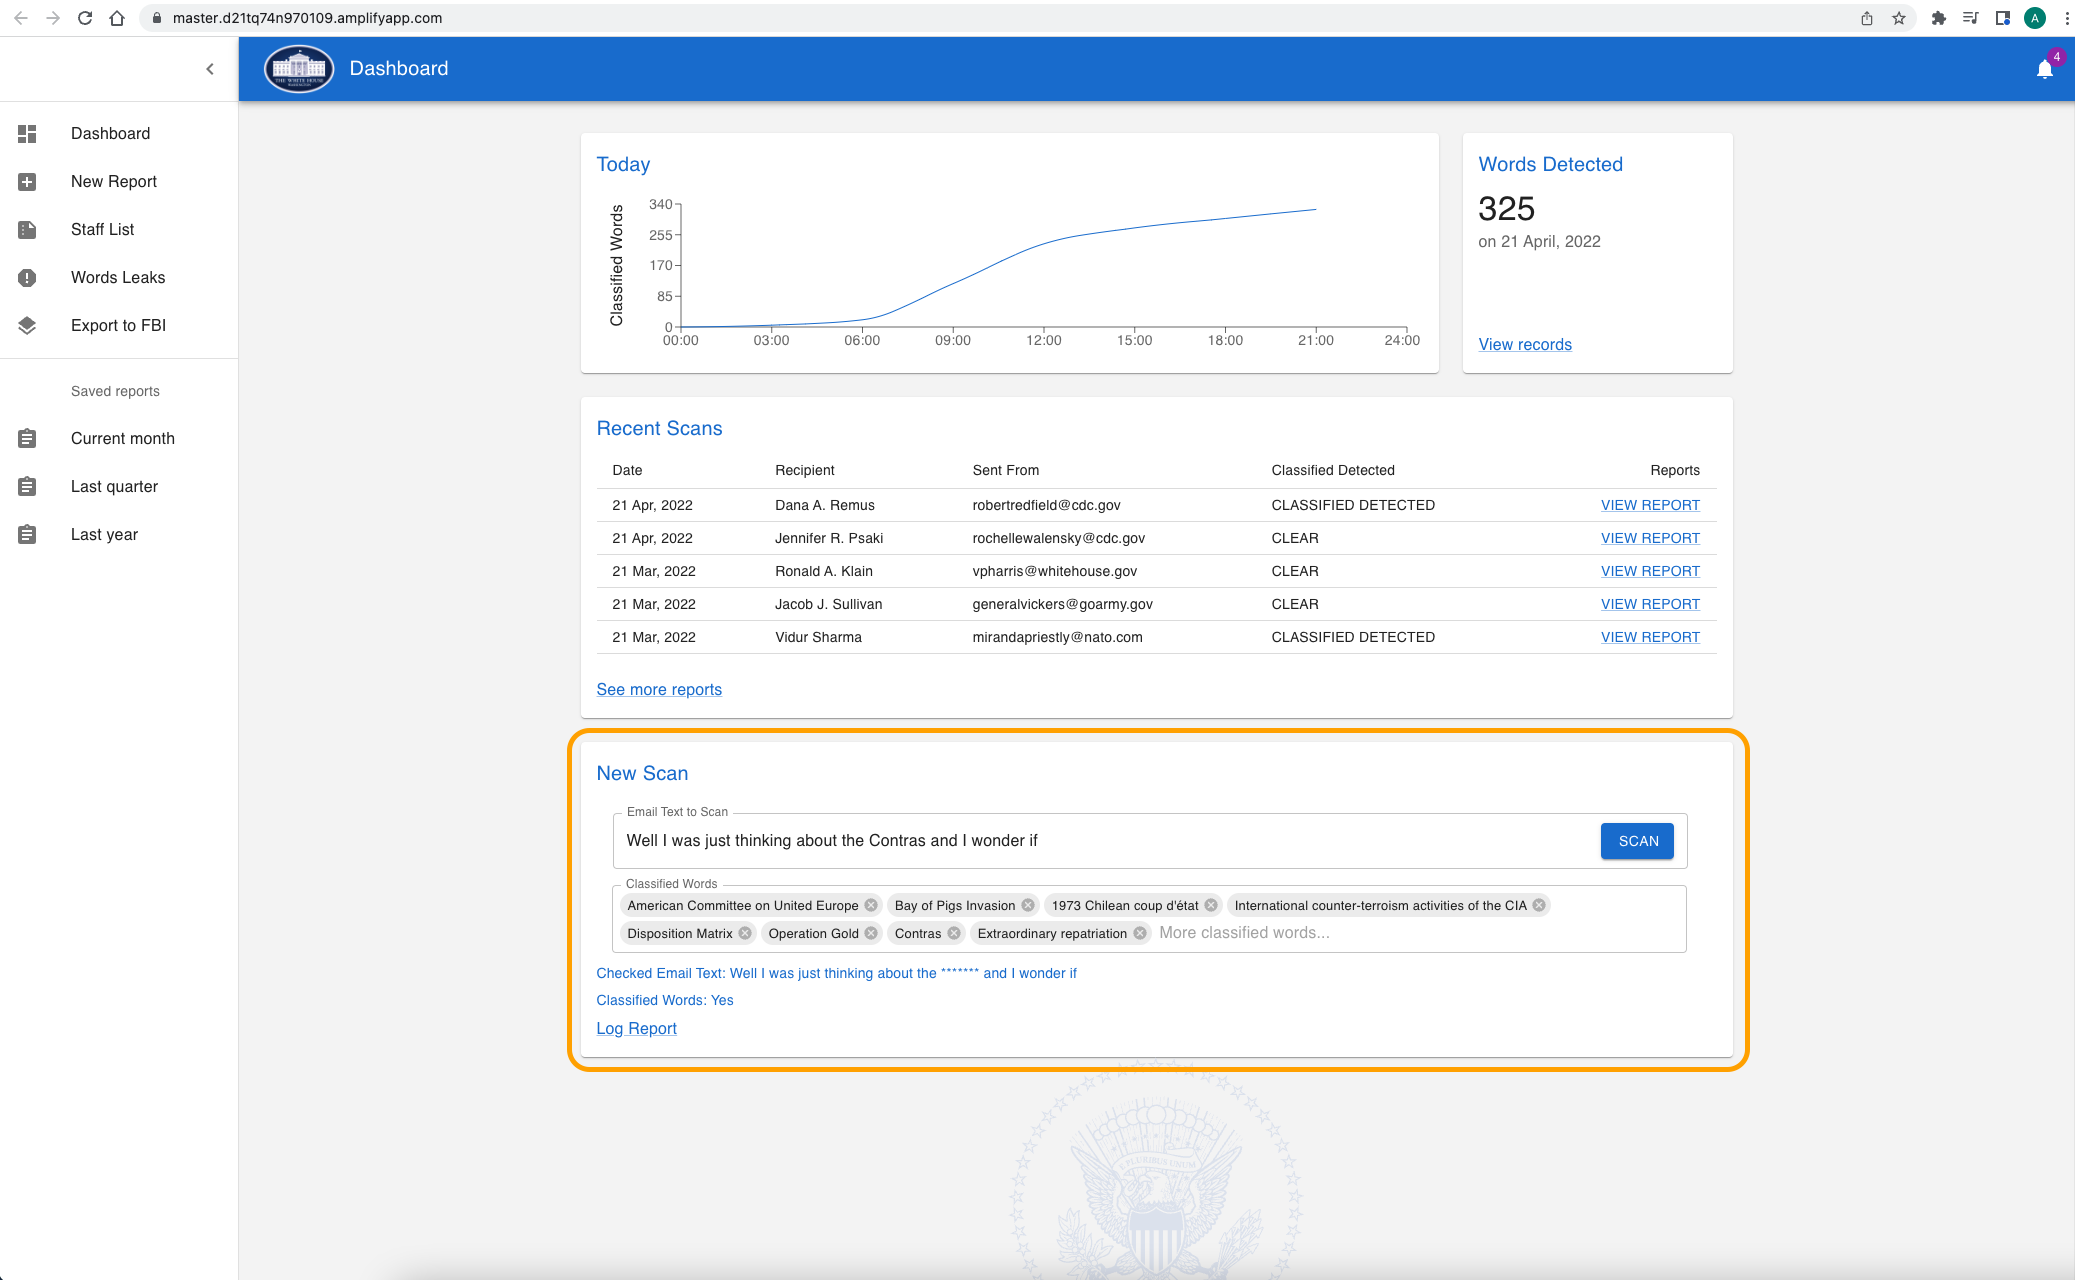 master.d21tq74n970109.amplifyapp.com
A
THE WHITE HOUSE
WASHINGTON
Dashboard
4
Dashboard
New Report
Staff List
Words Leaks
Export to FBI
Saved reports
Current month
Last quarter
Last year
Today
Classified Words
340
255
170
85
0
00:00 03:00 06:00 09:00 12:00 15:00 18:00 21:00 24:00
Words Detected
325
on 21 April, 2022
View records
Recent Scans
Date Recipient Sent From Classified Detected Reports
21 Apr, 2022 Dana A. Remus robertredfield@cdc.gov CLASSIFIED DETECTED VIEW REPORT
21 Apr, 2022 Jennifer R. Psaki rochellewalensky@cdc.gov CLEAR VIEW REPORT
21 Mar, 2022 Ronald A. Klain vpharris@whitehouse.gov CLEAR VIEW REPORT
21 Mar, 2022 Jacob J. Sullivan generalvickers@goarmy.gov CLEAR VIEW REPORT
21 Mar, 2022 Vidur Sharma mirandapriestly@nato.com CLASSIFIED DETECTED VIEW REPORT
See more reports
New Scan
Email Text to Scan
Well I was just thinking about the Contras and I wonder if SCAN
Classified Words
American Committee on United Europe Bay of Pigs Invasion 1973 Chilean coup d'état International counter-terroism activities of the CIA
Disposition Matrix Operation Gold Contras Extraordinary repatriation More classified words...
Checked Email Text: Well I was just thinking about the ******* and I wonder if
Classified Words: Yes
Log Report
E PLURIBUS UNUM